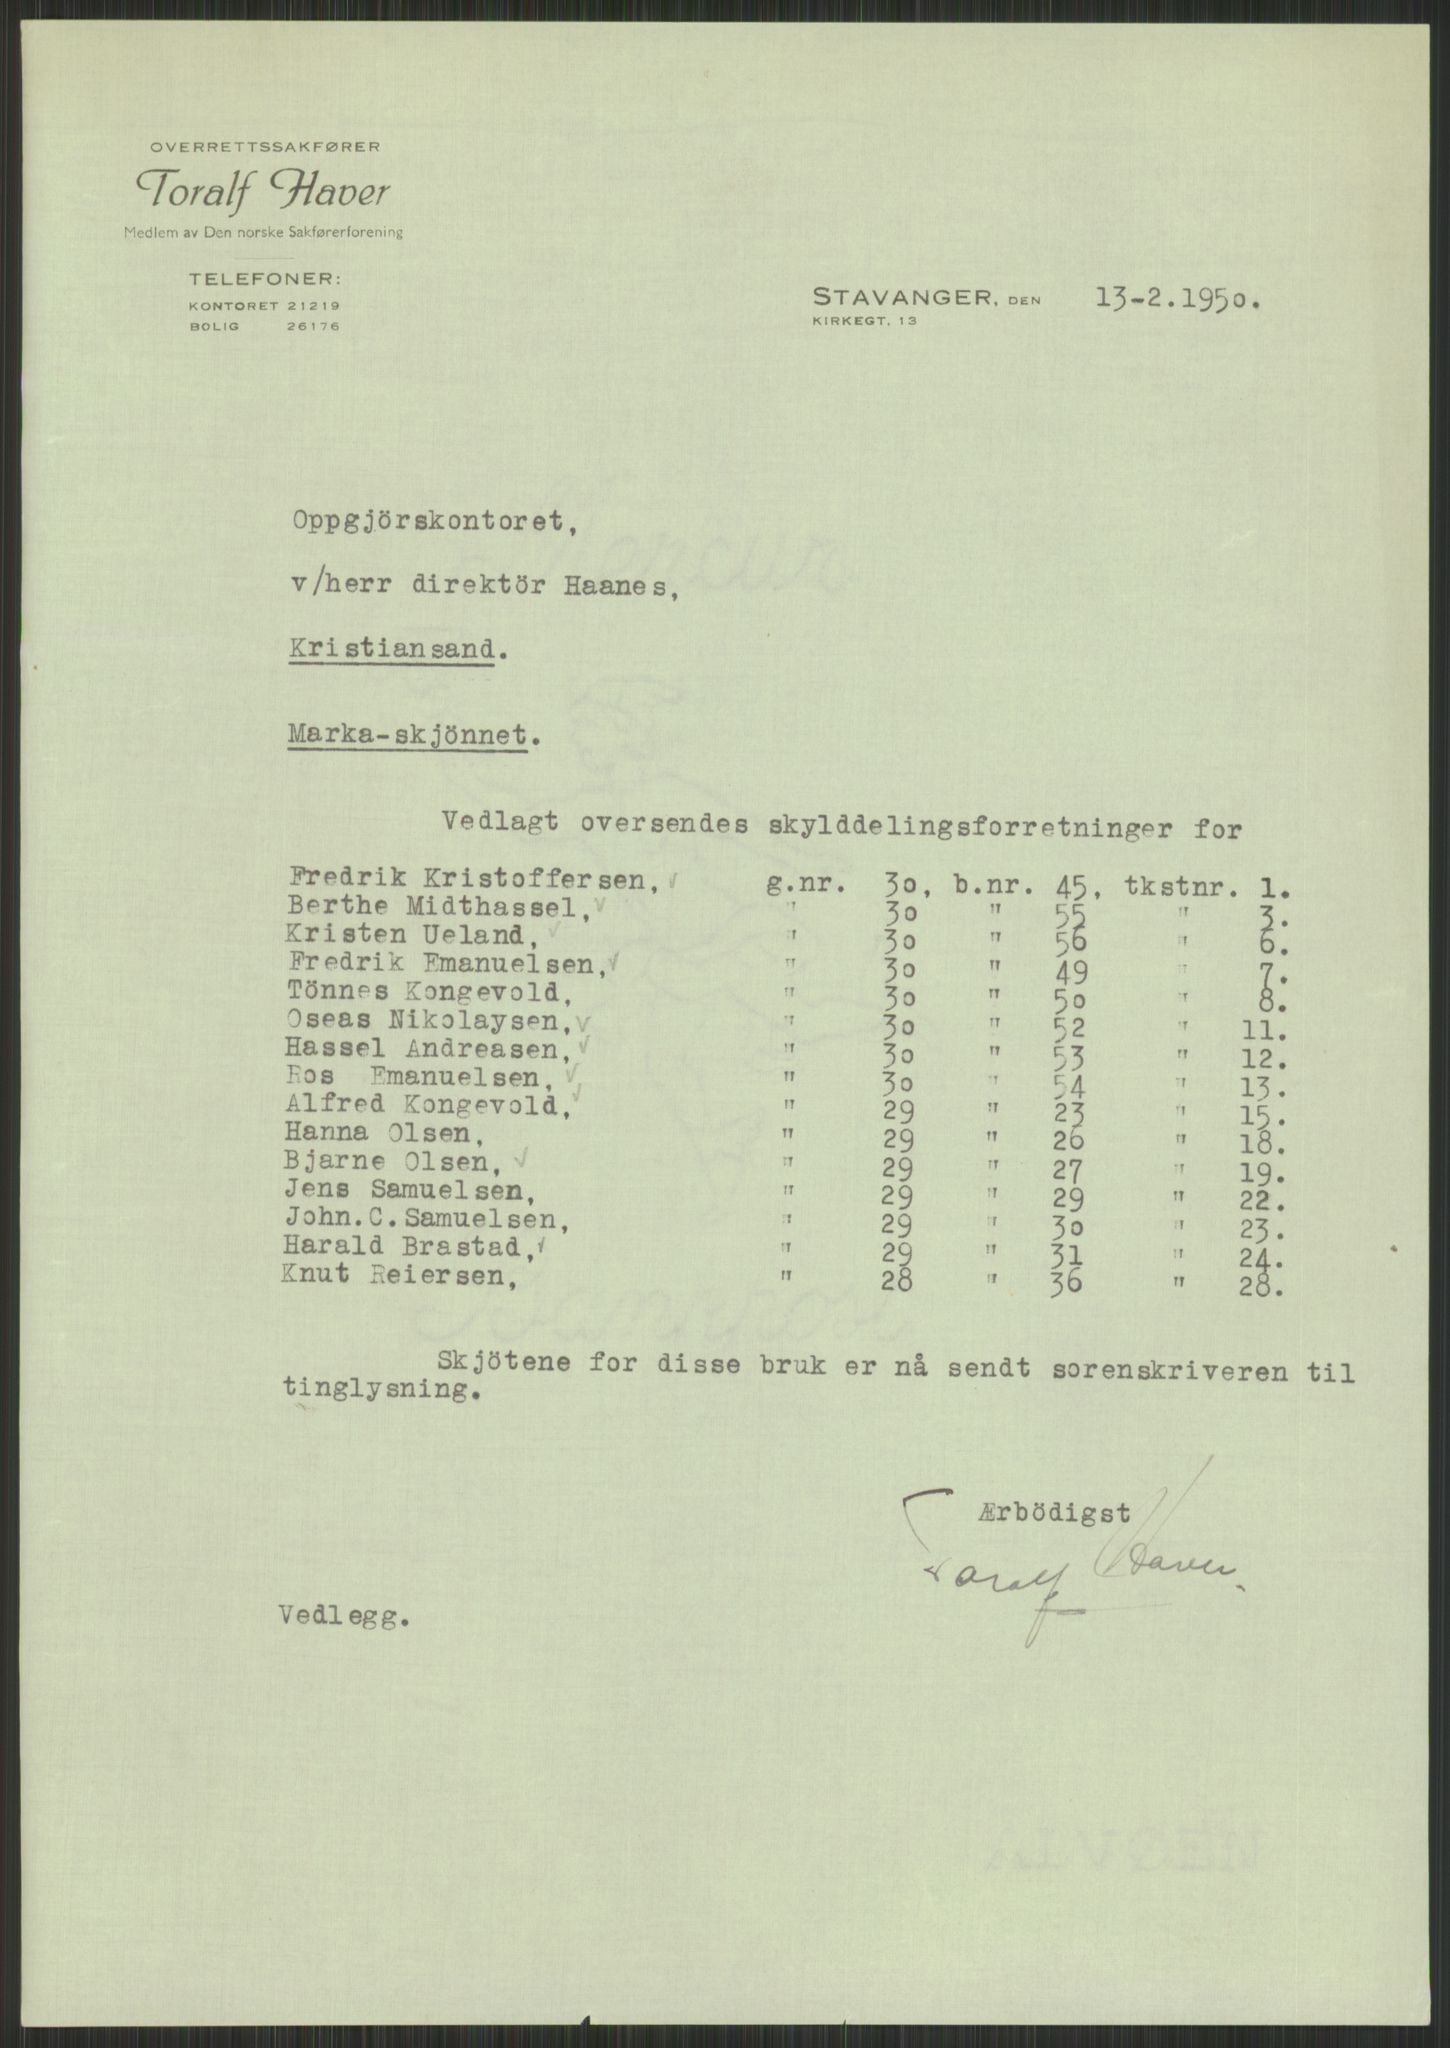 OVERRETTSSAKFØRER
Toralf Haver
Medlem av Den norske Sakførerforening
TELEFONER:
KONTORET 21219
BOLIG 26176
STAVANGER, DEN 13-2.1950.
KIRKEGT. 13
Oppgjörskontoret,
v/herr direktör Haanes,
Kristiansand.
Marka-skjönnet.
Vedlagt oversendes skylddelingsforretninger for
Fredrik Kristoffersen, ✓ g.nr. 30, b.nr. 45, tkstnr. 1.
Berthe Midthassel, ✓ " 30 " 55 " 3.
Kristen Ueland, ✓ " 30 " 56 " 6.
Fredrik Emanuelsen, ✓ " 30 " 49 " 7.
Tönnes Kongevold, " 30 " 50 " 8.
Oseas Nikolaysen, ✓ " 30 " 52 " 11.
Hassel Andreasen, ✓ " 30 " 53 " 12.
Ros Emanuelsen, ✓ " 30 " 54 " 13.
Alfred Kongevold, ✓ " 29 " 23 " 15.
Hanna Olsen, " 29 " 26 " 18.
Bjarne Olsen, ✓ " 29 " 27 " 19.
Jens Samuelsen, " 29 " 29 " 22.
John.C.Samuelsen, " 29 " 30 " 23.
Harald Brastad, ✓ " 29 " 31 " 24.
Knut Reiersen, " 28 " 36 " 28.
Skjötene for disse bruk er nå sendt sorenskriveren til
tinglysning.
Ærbödigst
Toralf Haver.
Vedlegg.